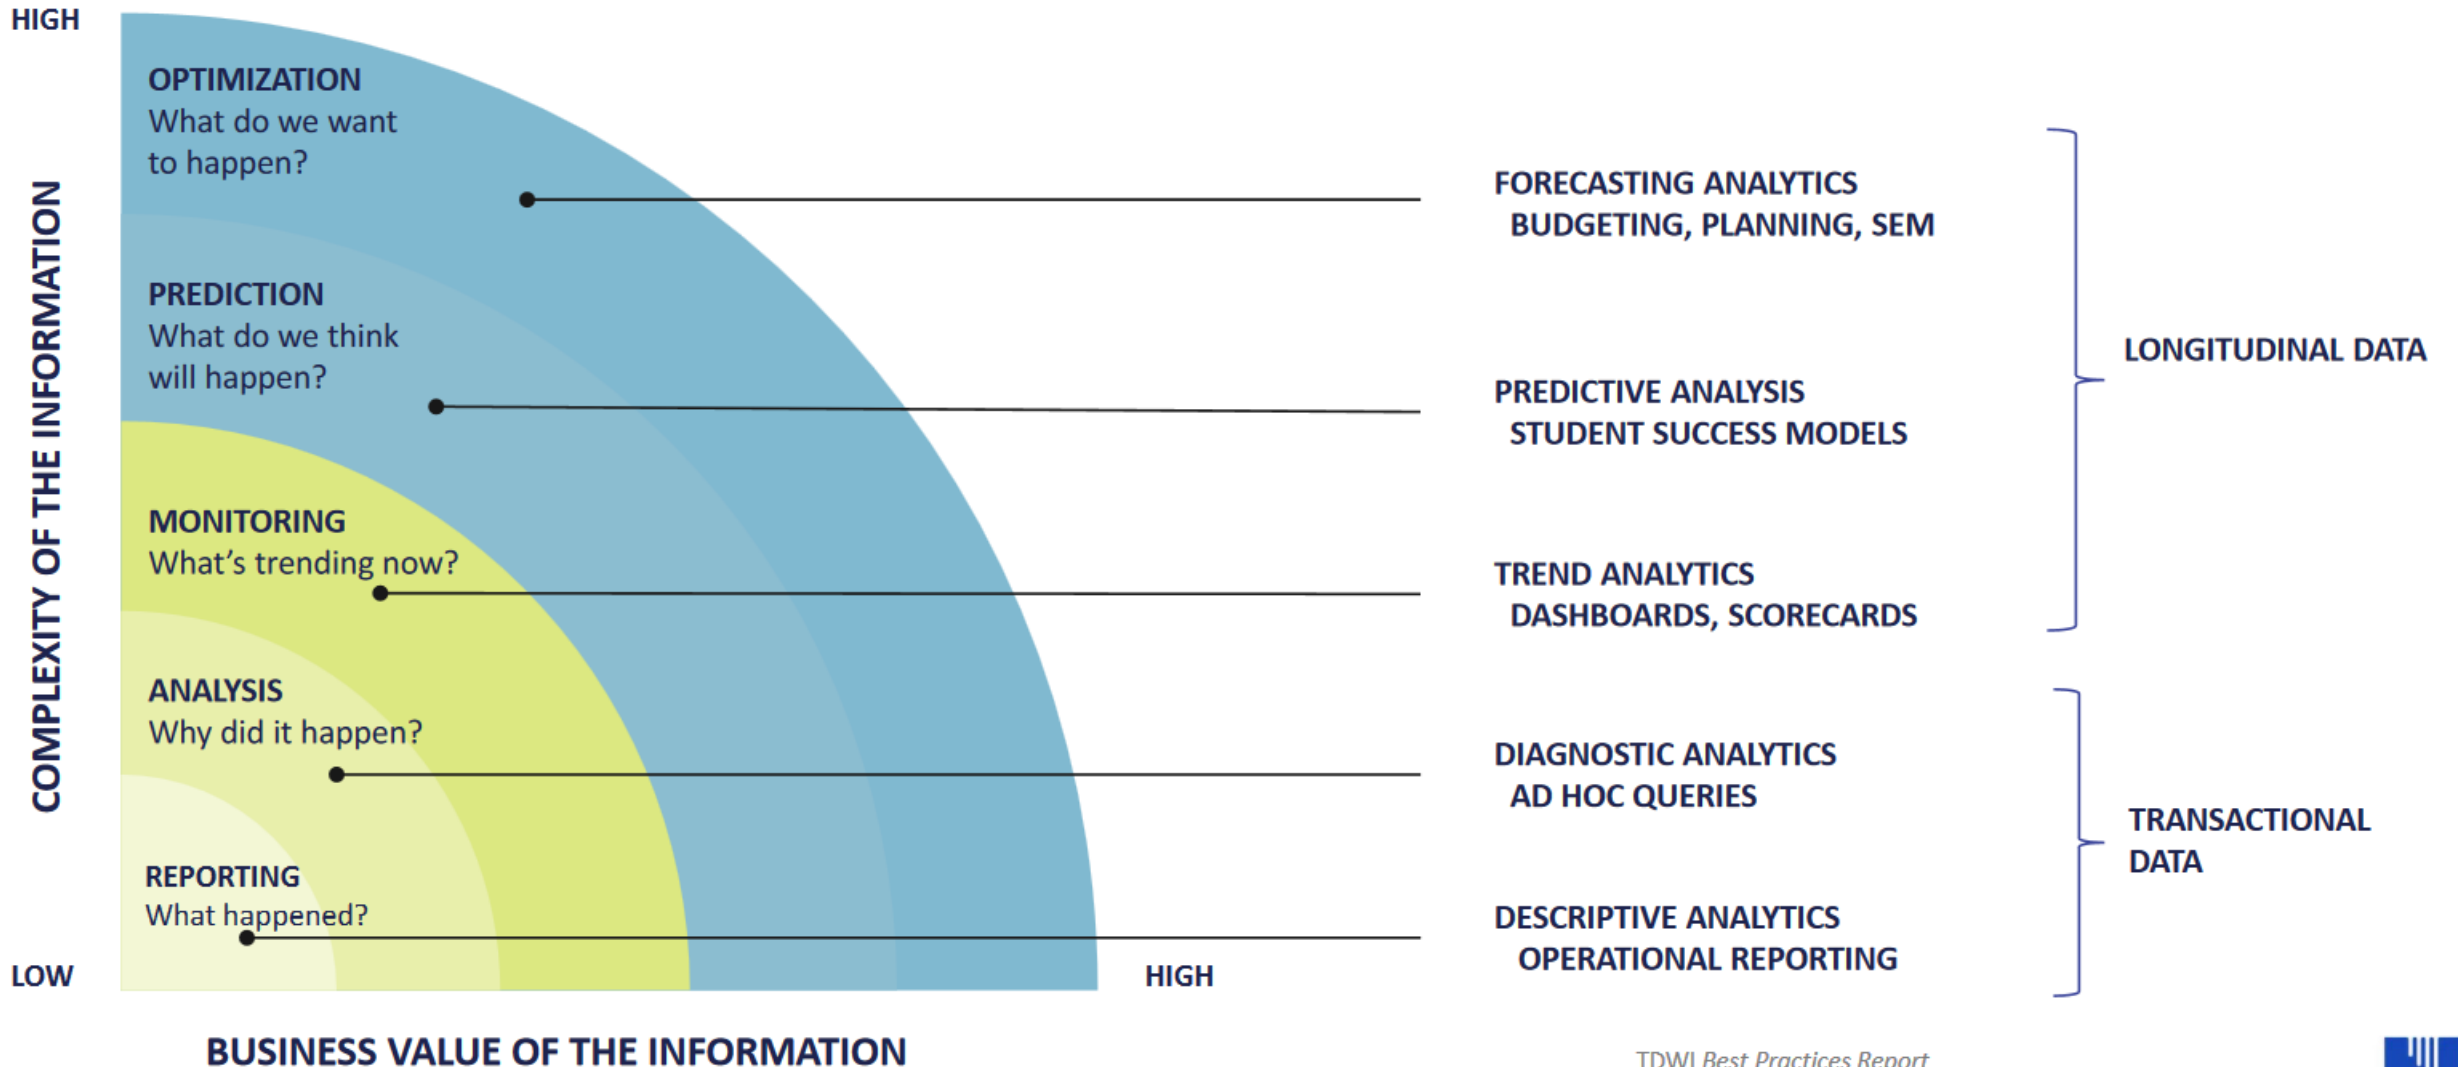 HIGH
OPTIMIZATION
What do we want
to happen?
PREDICTION
What do we think
will happen?
MONITORING
What's trending now?
ANALYSIS
Why did it happen?
REPORTING
What happened?
COMPLEXITY OF THE INFORMATION
LOW
HIGH
BUSINESS VALUE OF THE INFORMATION
FORECASTING ANALYTICS
BUDGETING, PLANNING, SEM
PREDICTIVE ANALYSIS
STUDENT SUCCESS MODELS
TREND ANALYTICS
DASHBOARDS, SCORECARDS
DIAGNOSTIC ANALYTICS
AD HOC QUERIES
DESCRIPTIVE ANALYTICS
OPERATIONAL REPORTING
LONGITUDINAL DATA
TRANSACTIONAL
DATA
TDWI Best Practices Report